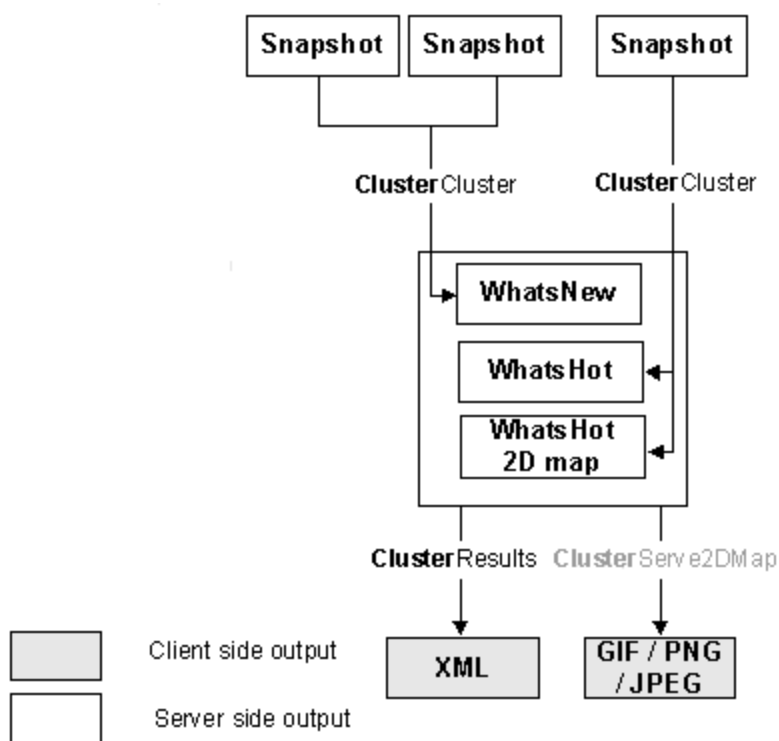 Snapshot Snapshot Snapshot
ClusterCluster ClusterCluster
WhatsNew
WhatsHot
WhatsHot
2D map
ClusterResults ClusterServe2DMap
Client side output
XML
GIF / PNG
/ JPEG
Server side output